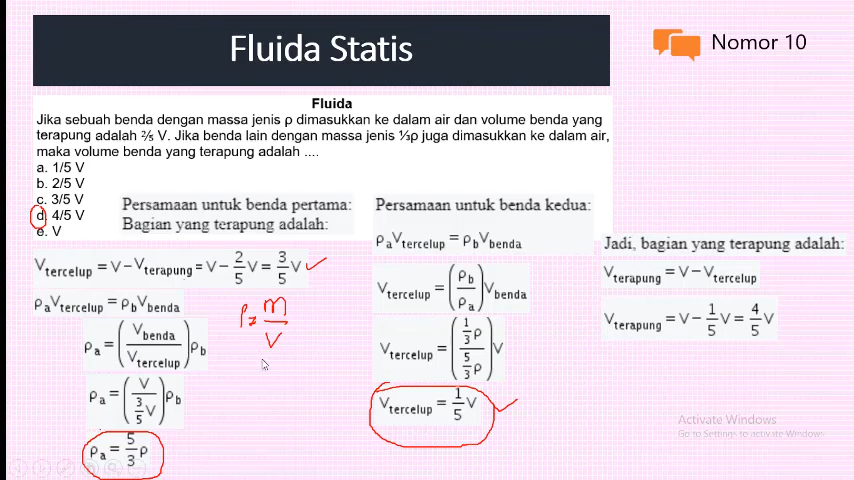 Fluida Statis
Nomor 10
Fluida
Jika sebuah benda dengan massa jenis ρ dimasukkan ke dalam air dan volume benda yang
terapung adalah ⅖ V. Jika benda lain dengan massa jenis ⅓ρ juga dimasukkan ke dalam air,
maka volume benda yang terapung adalah ....
a. 1/5 V
b. 2/5 V
c. 3/5 V
d. 4/5 V
e. V
Persamaan untuk benda pertama:
Bagian yang terapung adalah:
V_tercelup = V − V_terapung = V − 2/5 V = 3/5 V
ρ_a V_tercelup = ρ_b V_benda
ρ_a = (V_benda / V_tercelup) ρ_b
ρ_a = (V / (3/5 V)) ρ_b
ρ_a = 5/3 ρ
ρ = m/V
Persamaan untuk benda kedua:
ρ_a V_tercelup = ρ_b V_benda
V_tercelup = (ρ_b / ρ_a) V_benda
V_tercelup = ((1/3 ρ) / (5/3 ρ)) V
V_tercelup = 1/5 V
Jadi, bagian yang terapung adalah:
V_terapung = V − V_tercelup
V_terapung = V − 1/5 V = 4/5 V
Activate Windows
Go to Settings to activate Windows.